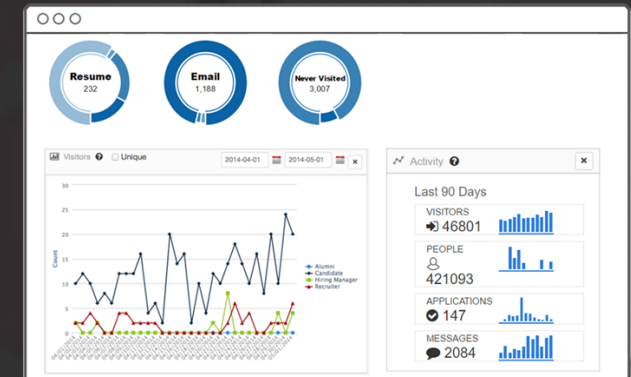 Resume
232
Email
1,188
Never Visited
3,007
Visitors
Unique
2014-04-01
2014-05-01
Activity
30
25
20
15
10
5
0
Count
Alumni
Candidate
Hiring Manager
Recruiter
Last 90 Days
VISITORS
46801
PEOPLE
421093
APPLICATIONS
147
MESSAGES
2084